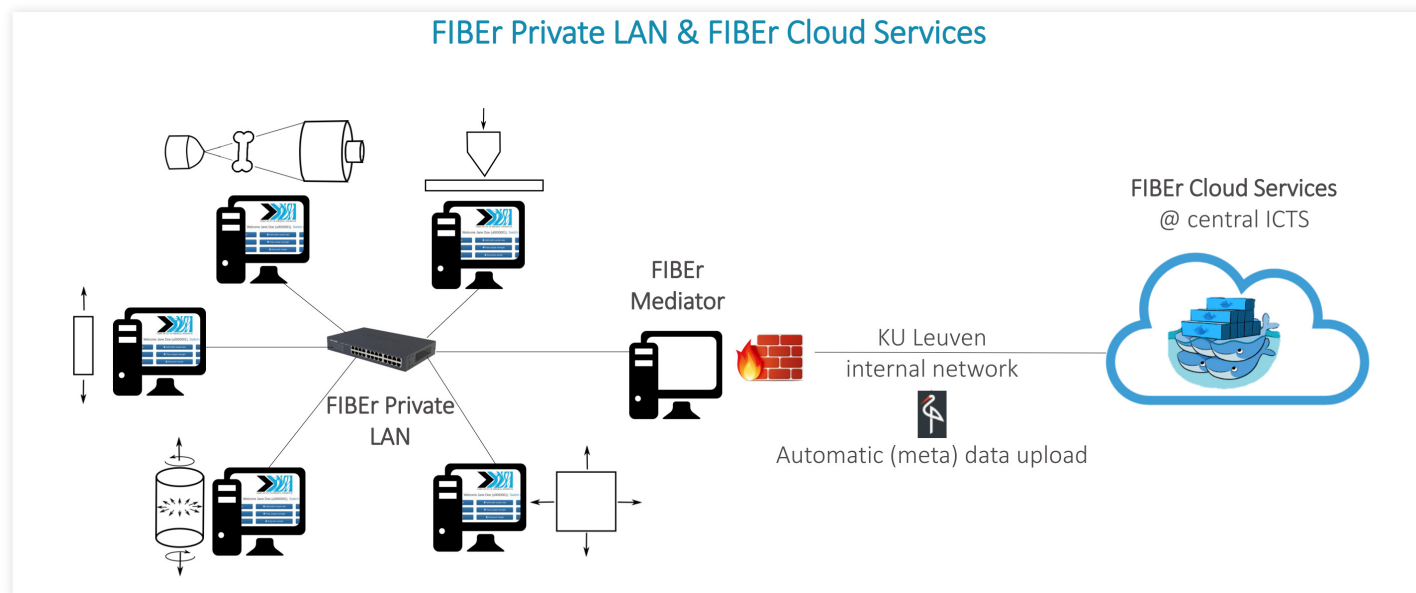 FIBEr Private LAN & FIBEr Cloud Services
FIBEr Cloud Services
@ central ICTS
FIBEr
Mediator
KU Leuven
internal network
Automatic (meta) data upload
FIBEr Private
LAN